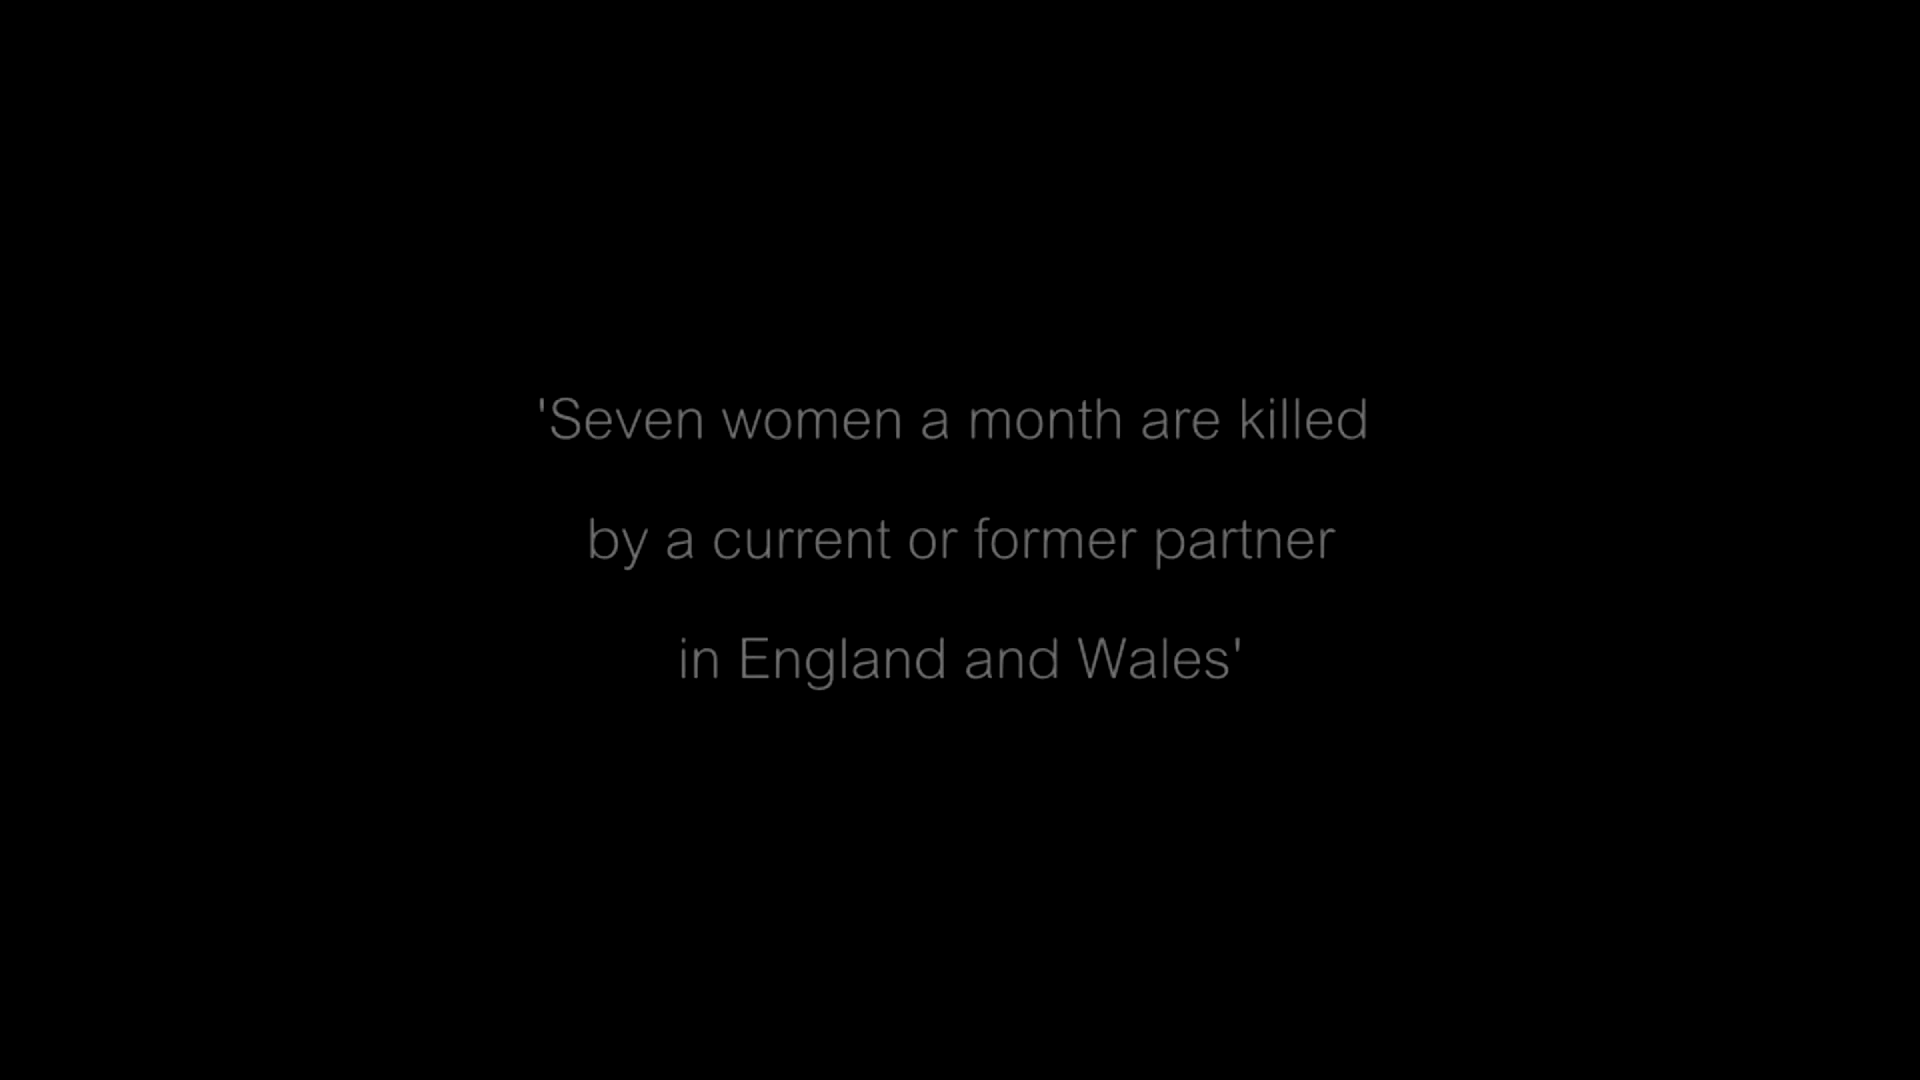 'Seven women a month are killed
by a current or former partner
in England and Wales'